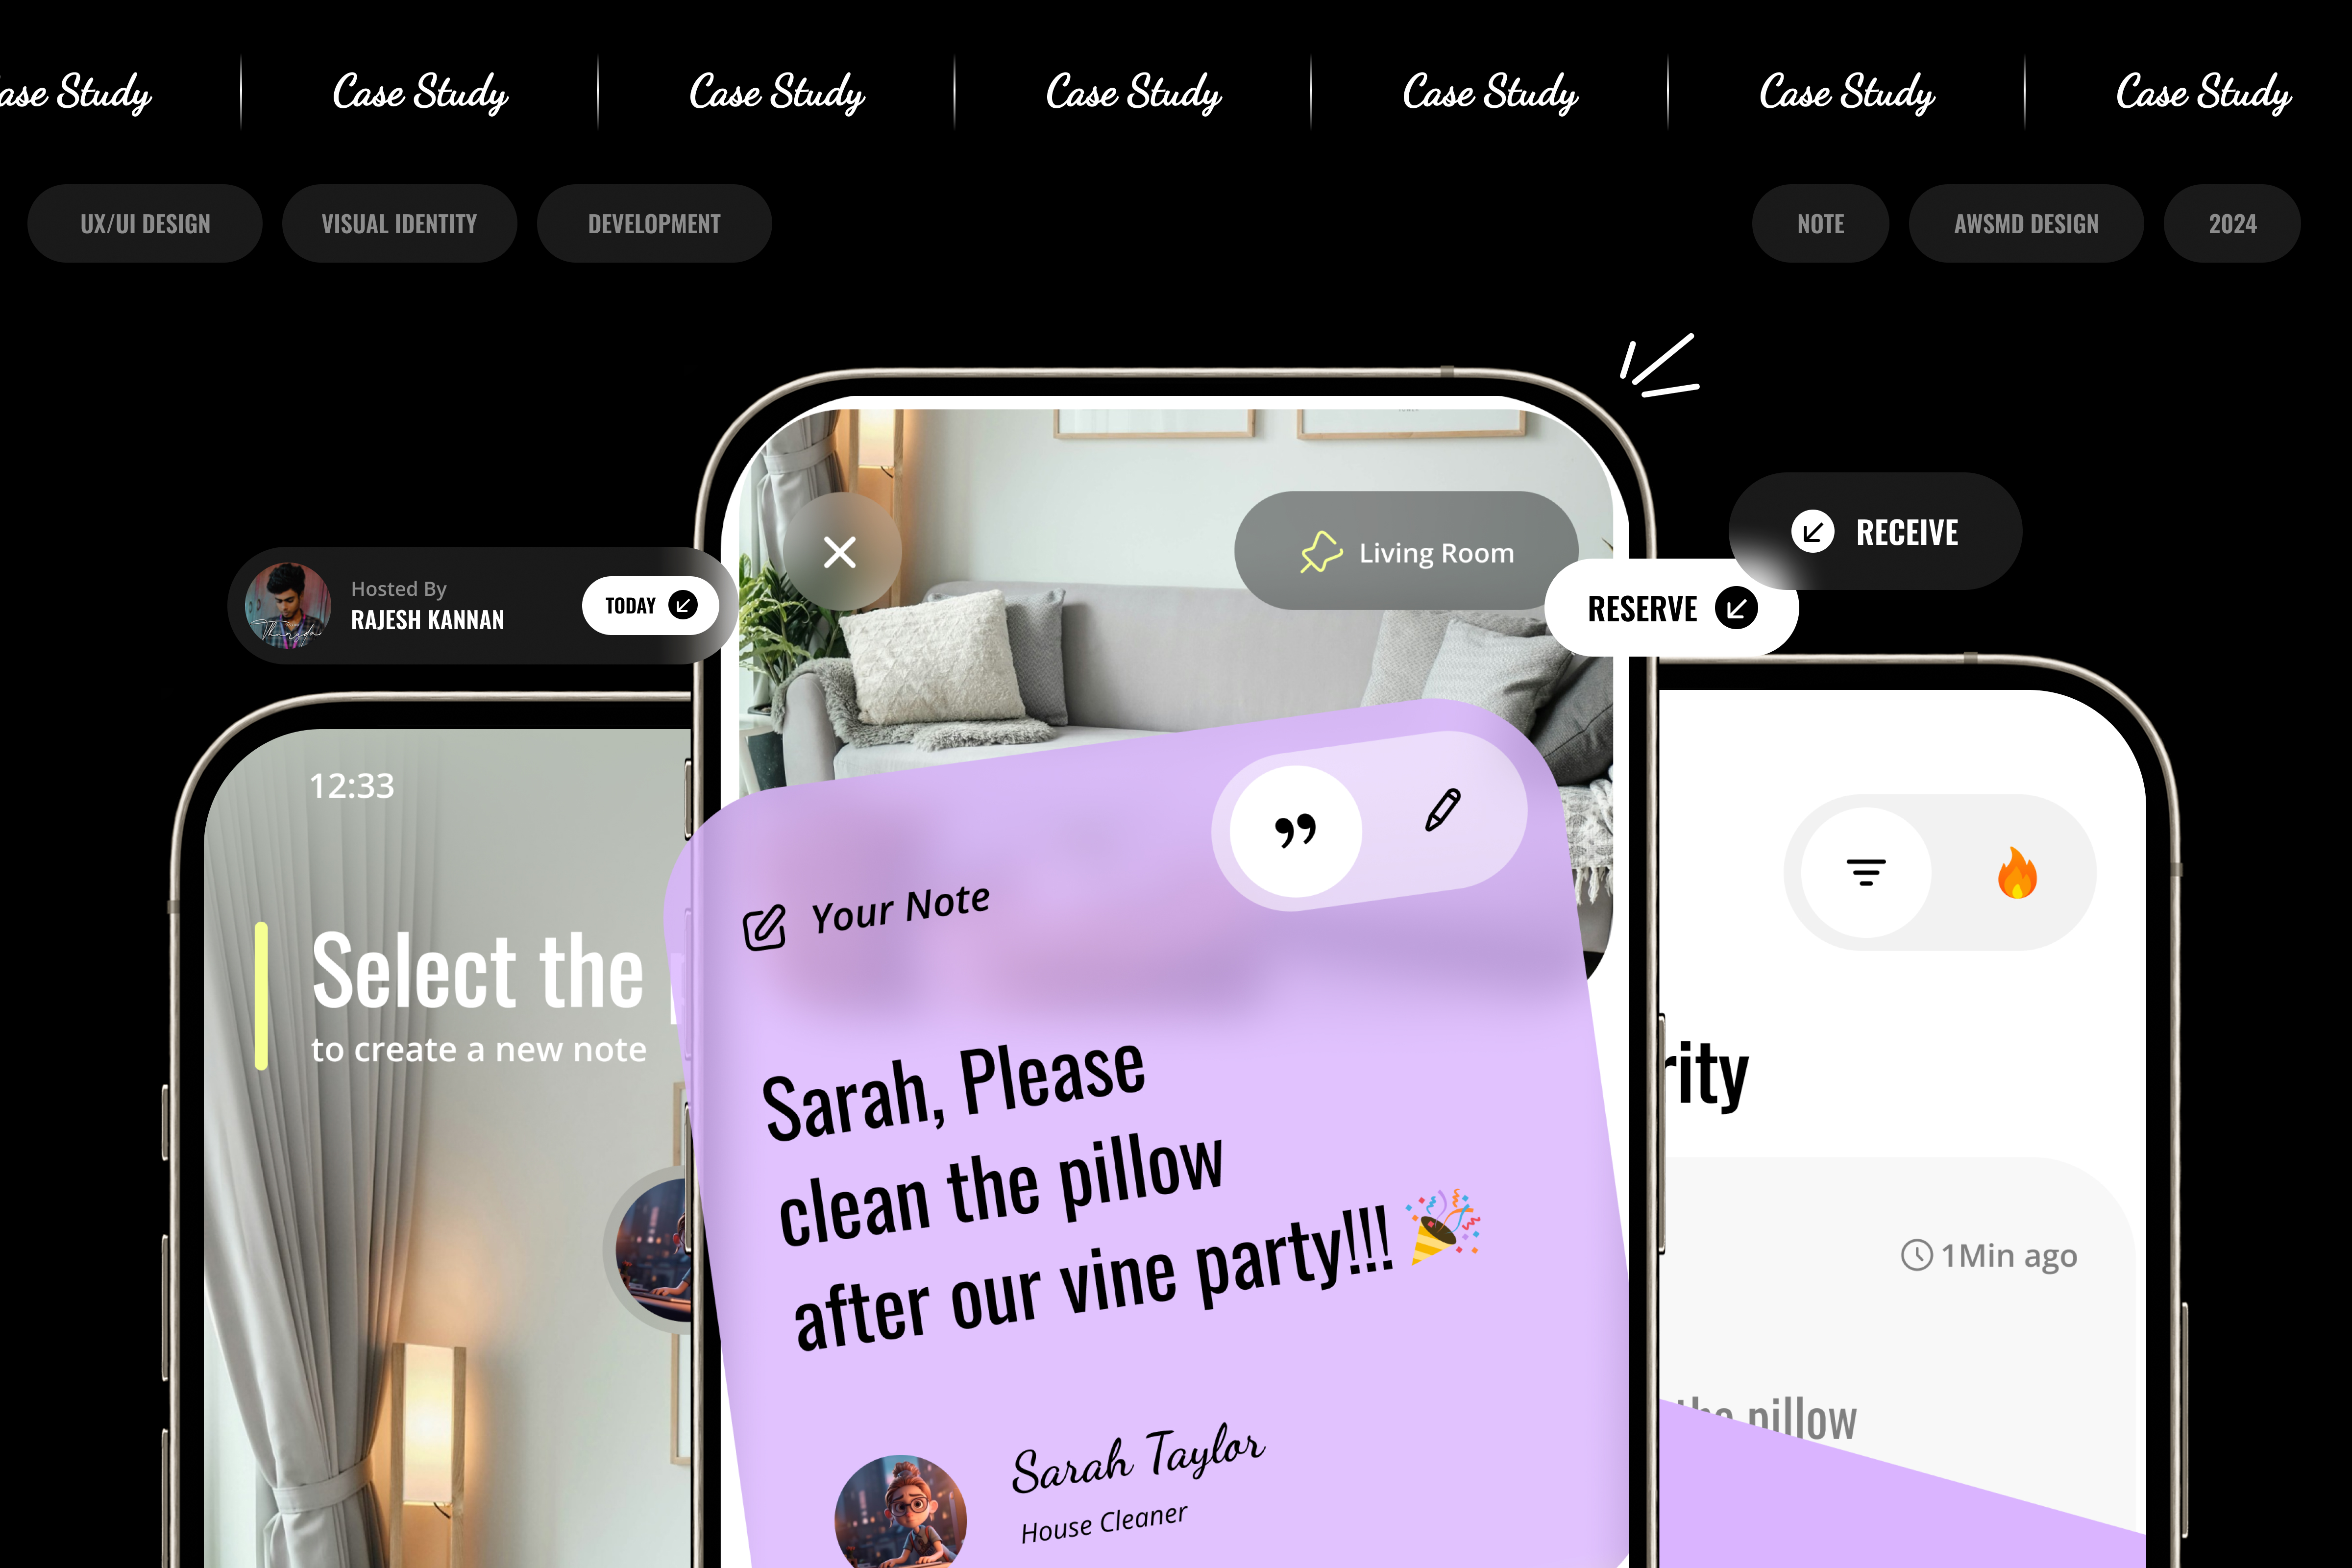 ase Study
Case Study
Case Study
Case Study
Case Study
Case Study
Case Study
UX/UI DESIGN
VISUAL IDENTITY
DEVELOPMENT
NOTE
AWSMD DESIGN
2024
RECEIVE
RESERVE
Living Room
Hosted By
RAJESH KANNAN
TODAY
12:33
Select the
to create a new note
Your Note
Sarah, Please
clean the pillow
after our vine party!!! 🎉
Sarah Taylor
House Cleaner
rity
1Min ago
the pillow